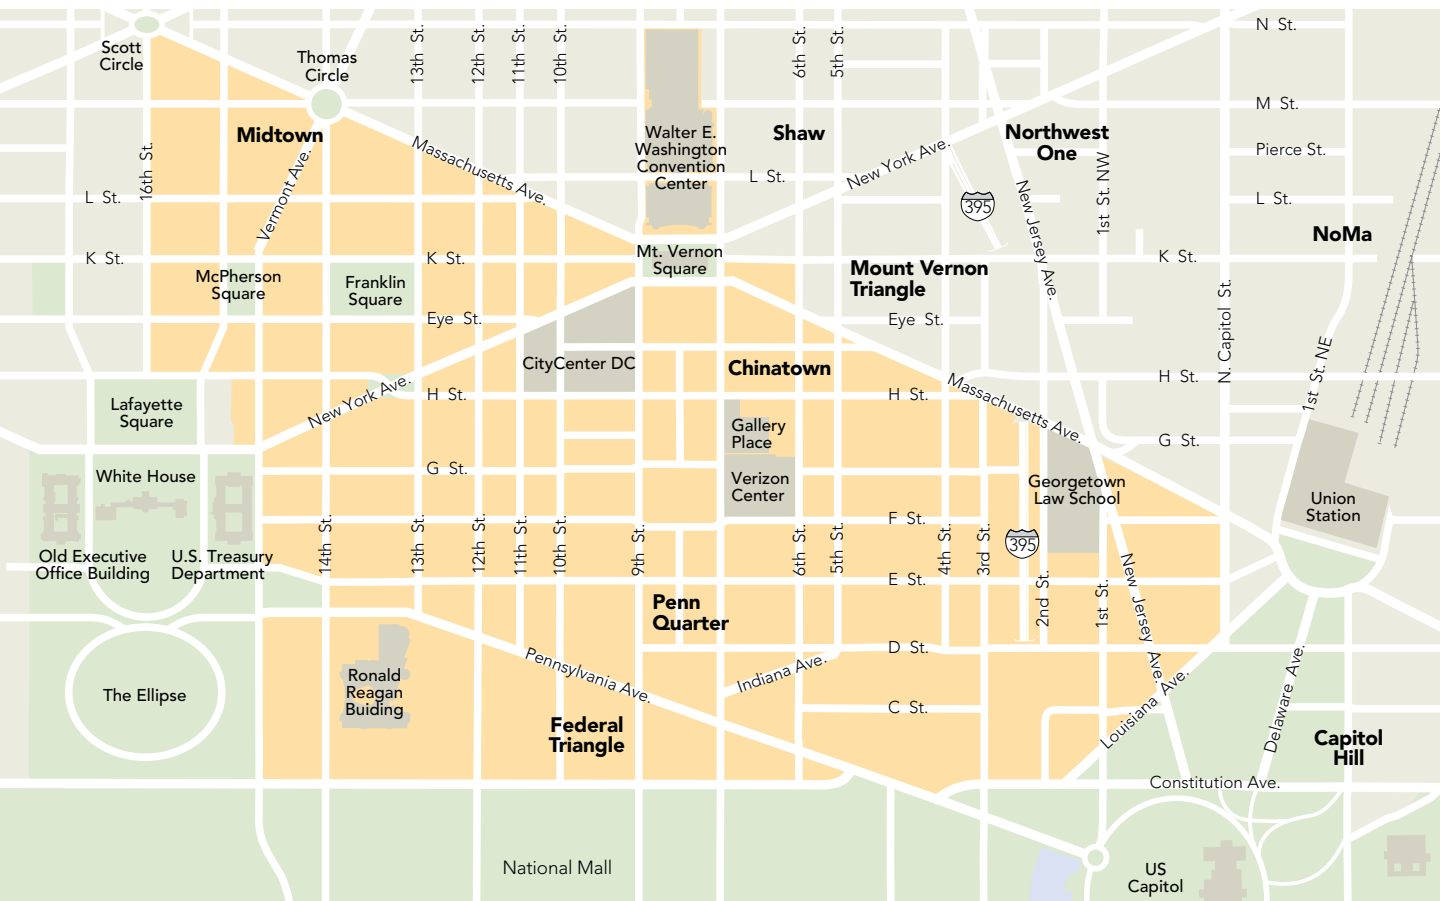 Scott
Circle
Thomas
Circle
13th St.
12th St.
11th St.
10th St.
6th St.
5th St.
N St.
M St.
Midtown
Walter E.
Washington
Convention
Center
Shaw
Northwest
One
Pierce St.
16th St.
Vermont Ave.
Massachusetts Ave.
L St.
New York Ave.
395
New Jersey Ave.
1st St. NW
L St.
L St.
NoMa
K St.
K St.
K St.
Mt. Vernon
Square
McPherson
Square
Franklin
Square
Mount Vernon
Triangle
Eye St.
Eye St.
N. Capitol St.
1st St. NE
CityCenter DC
Chinatown
H St.
H St.
H St.
New York Ave.
Massachusetts Ave.
Lafayette
Square
Gallery
Place
G St.
G St.
White House
Verizon
Center
Georgetown
Law School
Union
Station
F St.
Old Executive
Office Building
U.S. Treasury
Department
14th St.
13th St.
12th St.
11th St.
10th St.
9th St.
6th St.
5th St.
4th St.
3rd St.
395
2nd St.
1st St.
New Jersey Ave.
E St.
Penn
Quarter
D St.
Pennsylvania Ave.
Indiana Ave.
Louisiana Ave.
Delaware Ave.
The Ellipse
Ronald
Reagan
Buiding
C St.
Federal
Triangle
Capitol
Hill
Constitution Ave.
National Mall
US
Capitol